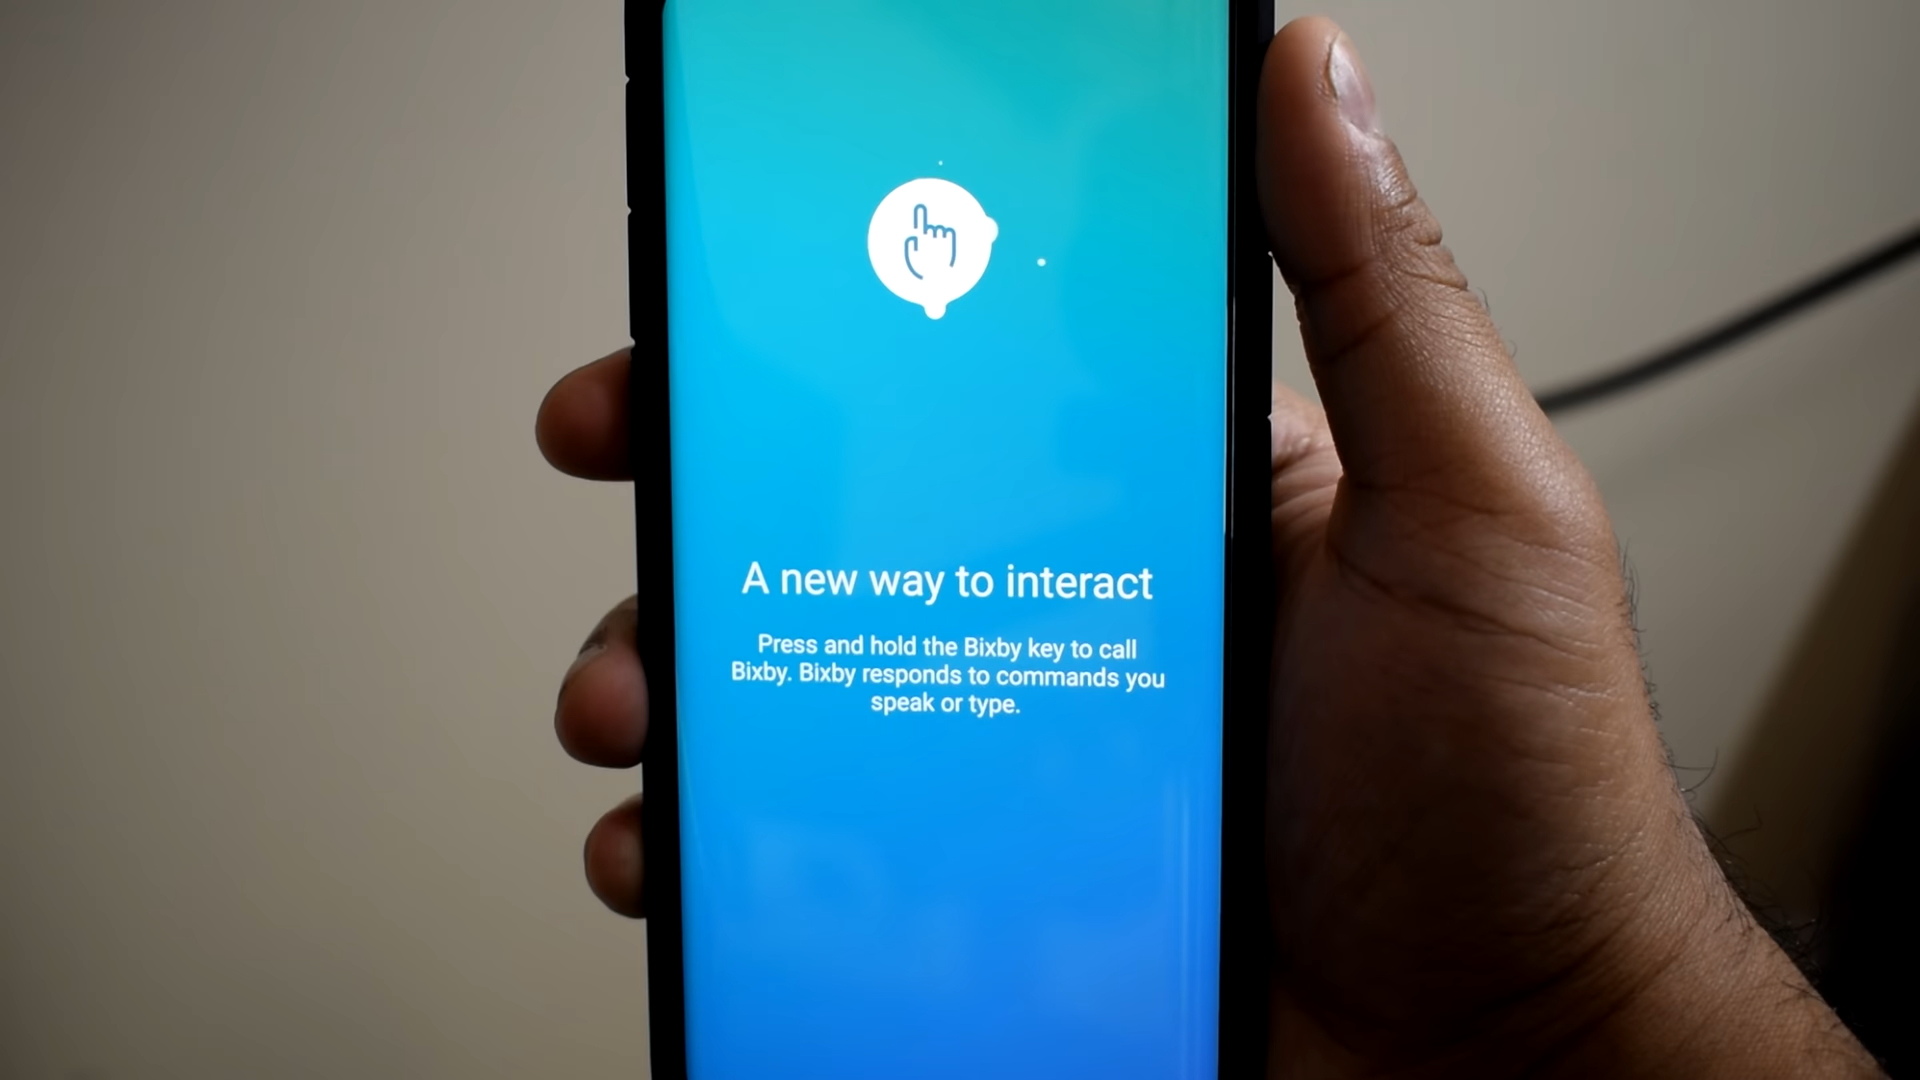 A new way to interact
Press and hold the Bixby key to call
Bixby. Bixby responds to commands you
speak or type.